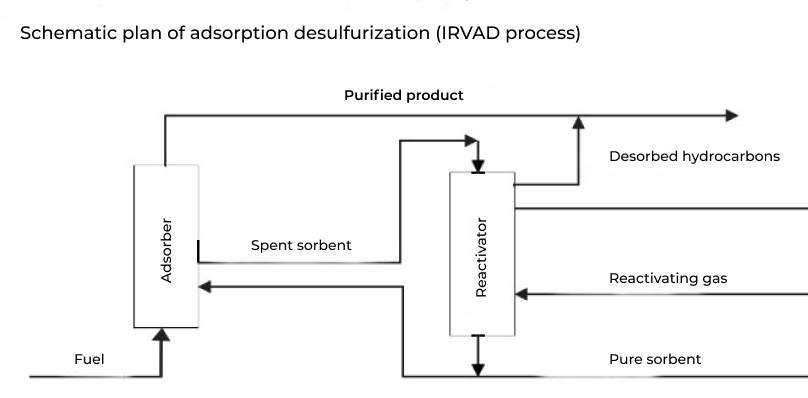 Schematic plan of adsorption desulfurization (IRVAD process)
Purified product
Desorbed hydrocarbons
Adsorber
Spent sorbent
Reactivator
Reactivating gas
Fuel
Pure sorbent